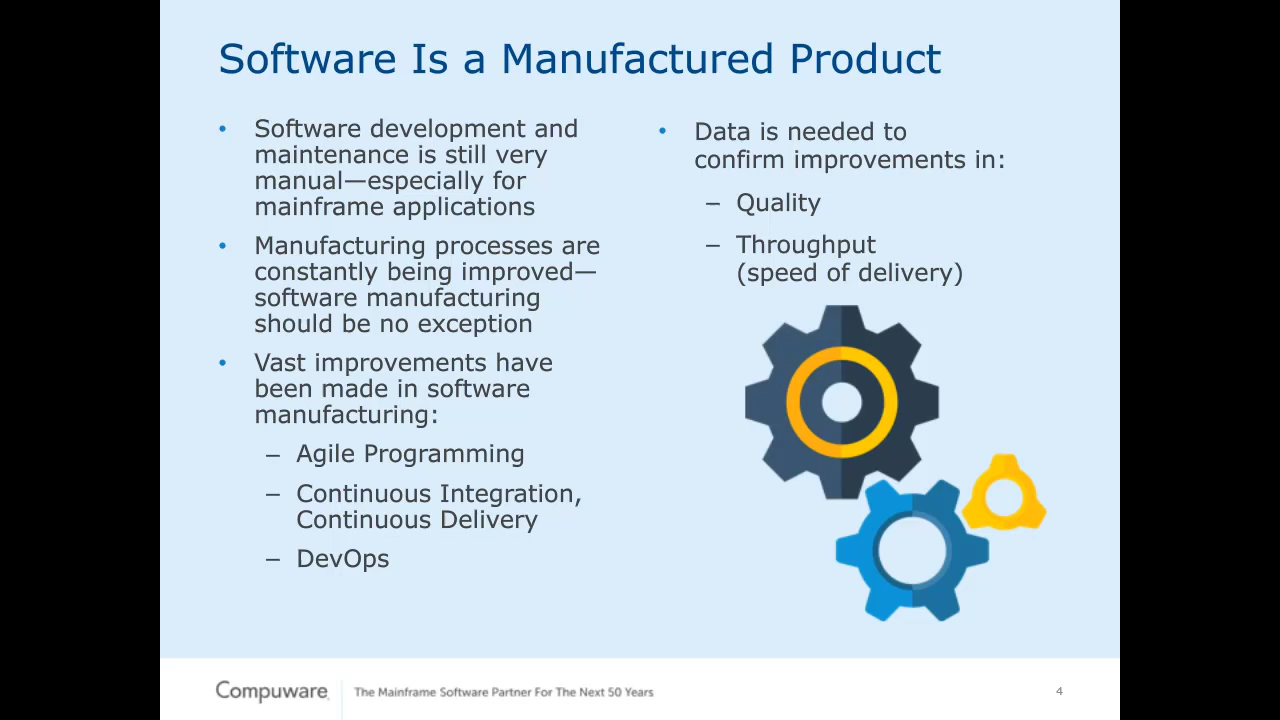 Software Is a Manufactured Product
• Software development and
maintenance is still very
manual—especially for
mainframe applications
• Manufacturing processes are
constantly being improved—
software manufacturing
should be no exception
• Vast improvements have
been made in software
manufacturing:
– Agile Programming
– Continuous Integration,
Continuous Delivery
– DevOps
• Data is needed to
confirm improvements in:
– Quality
– Throughput
(speed of delivery)
Compuware
The Mainframe Software Partner For The Next 50 Years
4